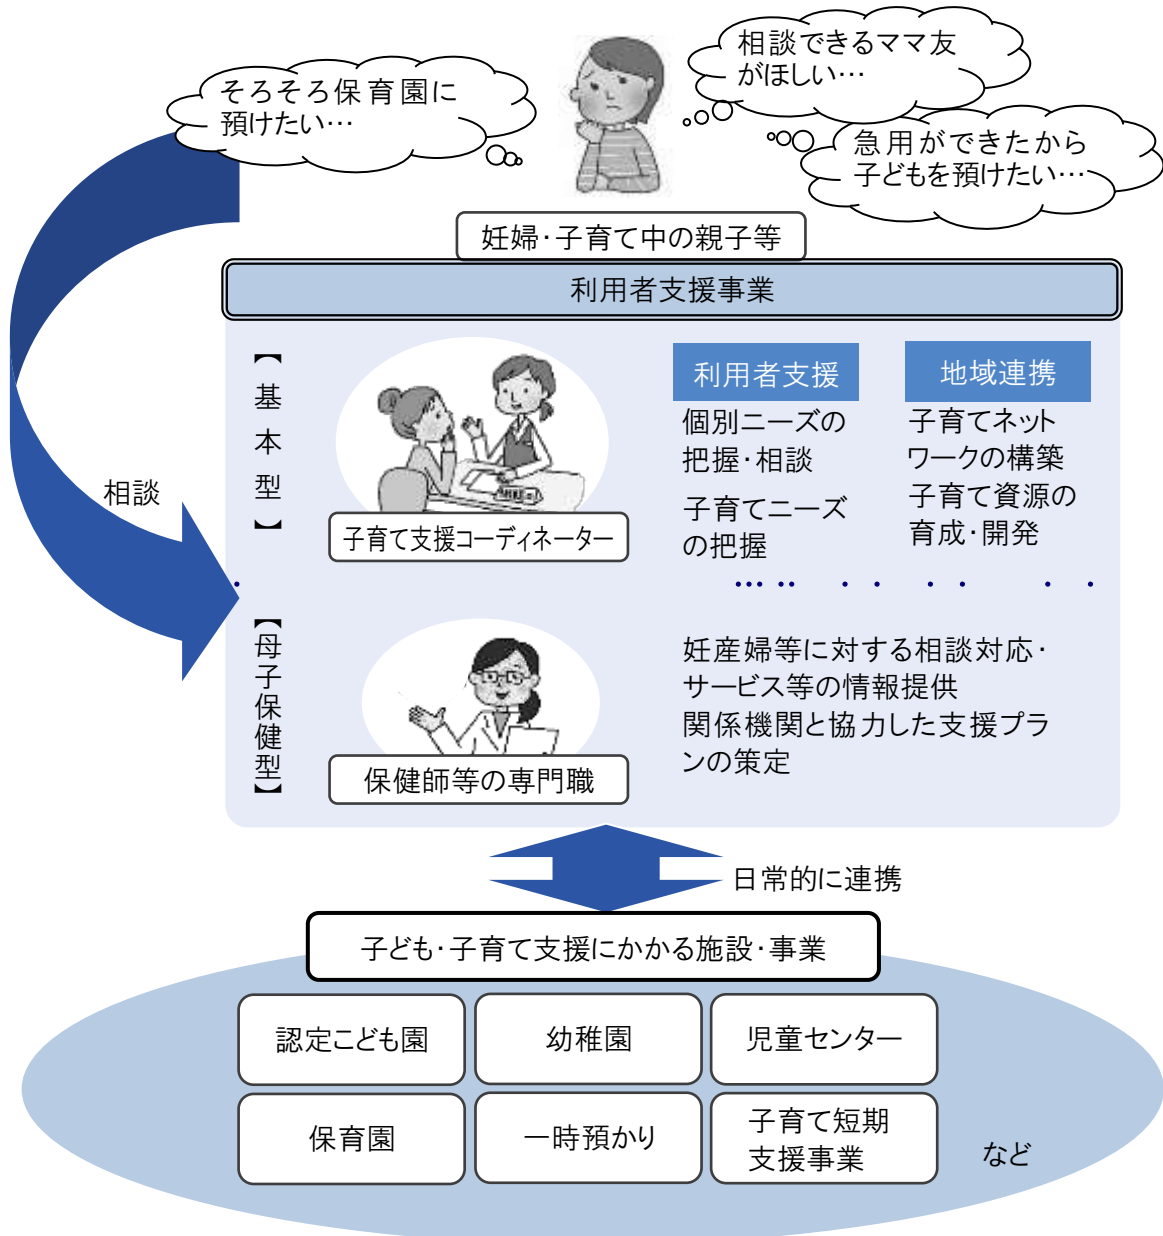 そろそろ保育園に
預けたい…
相談できるママ友
がほしい…
急用ができたから
子どもを預けたい…
妊婦・子育て中の親子等
利用者支援事業
相談
【基本型】
子育て支援コーディネーター
利用者支援
個別ニーズの
把握・相談
子育てニーズ
の把握
地域連携
子育てネット
ワークの構築
子育て資源の
育成・開発
【母子保健型】
保健師等の専門職
妊産婦等に対する相談対応・
サービス等の情報提供
関係機関と協力した支援プラ
ンの策定
日常的に連携
子ども・子育て支援にかかる施設・事業
認定こども園
幼稚園
児童センター
保育園
一時預かり
子育て短期
支援事業
など